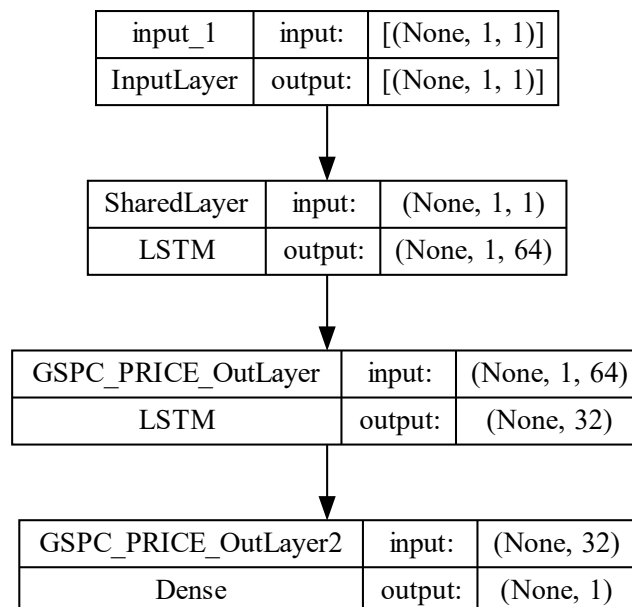 input_1 input: [(None, 1, 1)]
InputLayer output: [(None, 1, 1)]
SharedLayer input: (None, 1, 1)
LSTM output: (None, 1, 64)
GSPC_PRICE_OutLayer input: (None, 1, 64)
LSTM output: (None, 32)
GSPC_PRICE_OutLayer2 input: (None, 32)
Dense output: (None, 1)